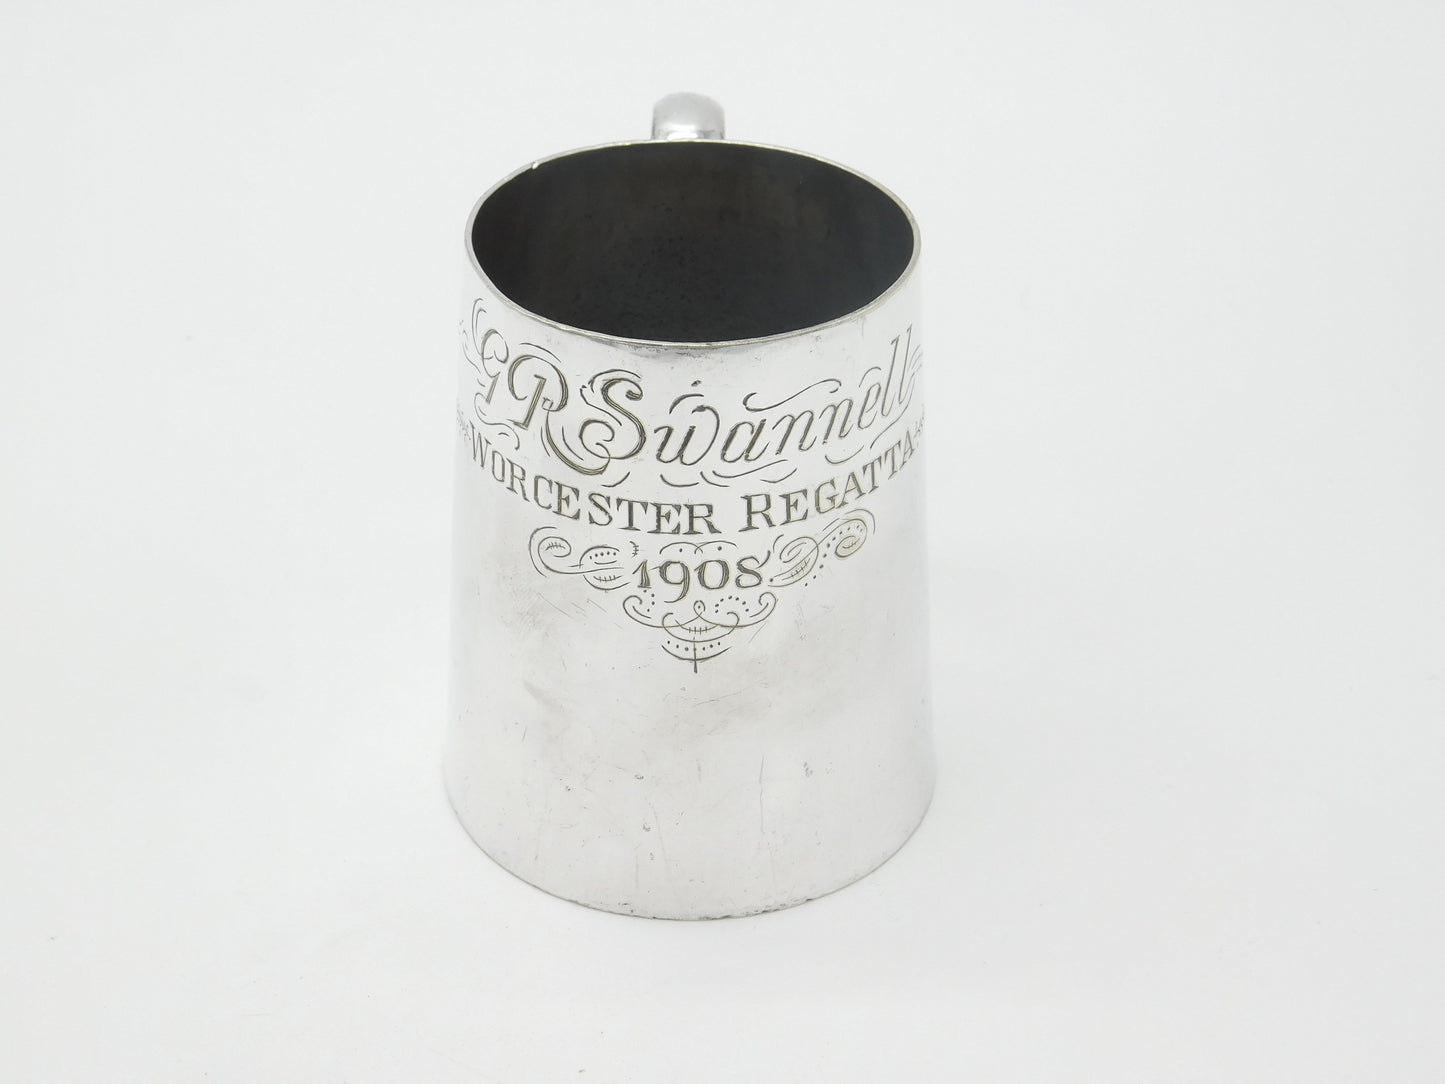 G R Swannell
WORCESTER REGATTA
1908